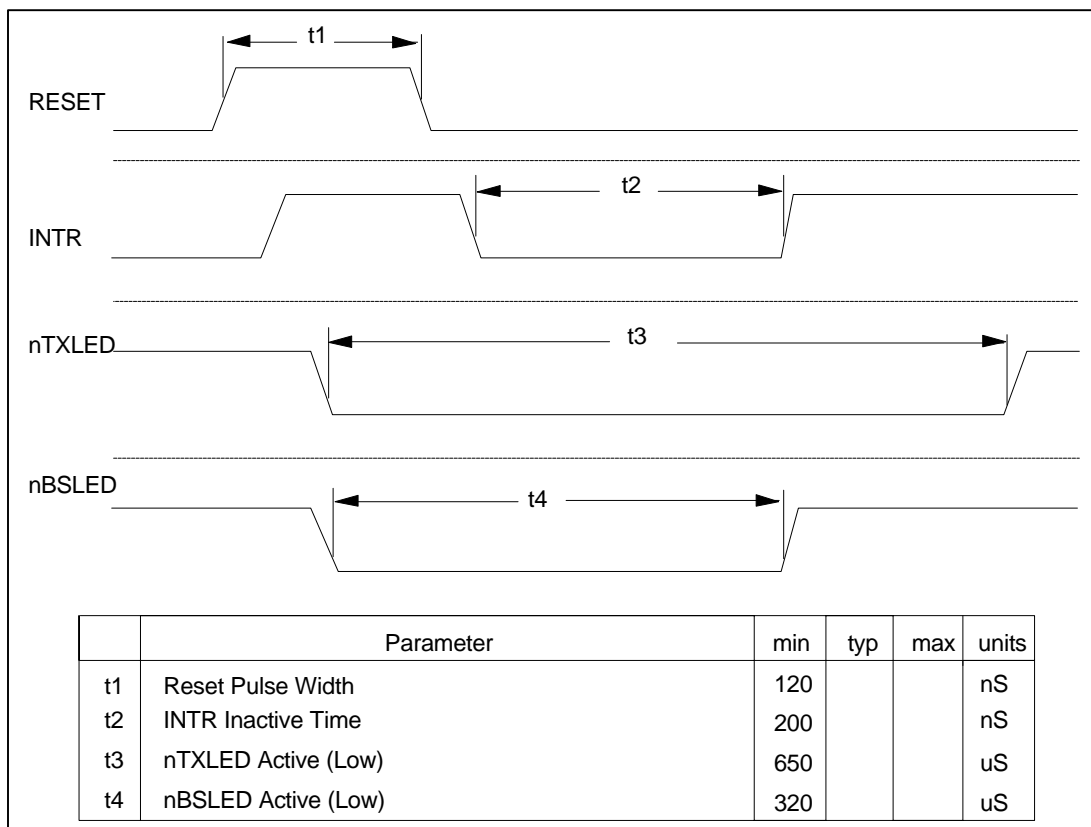 t1
RESET
t2
INTR
nTXLED
t3
nBSLED
t4
Parameter min typ max units
t1 Reset Pulse Width 120 nS
t2 INTR Inactive Time 200 nS
t3 nTXLED Active (Low) 650 uS
t4 nBSLED Active (Low) 320 uS